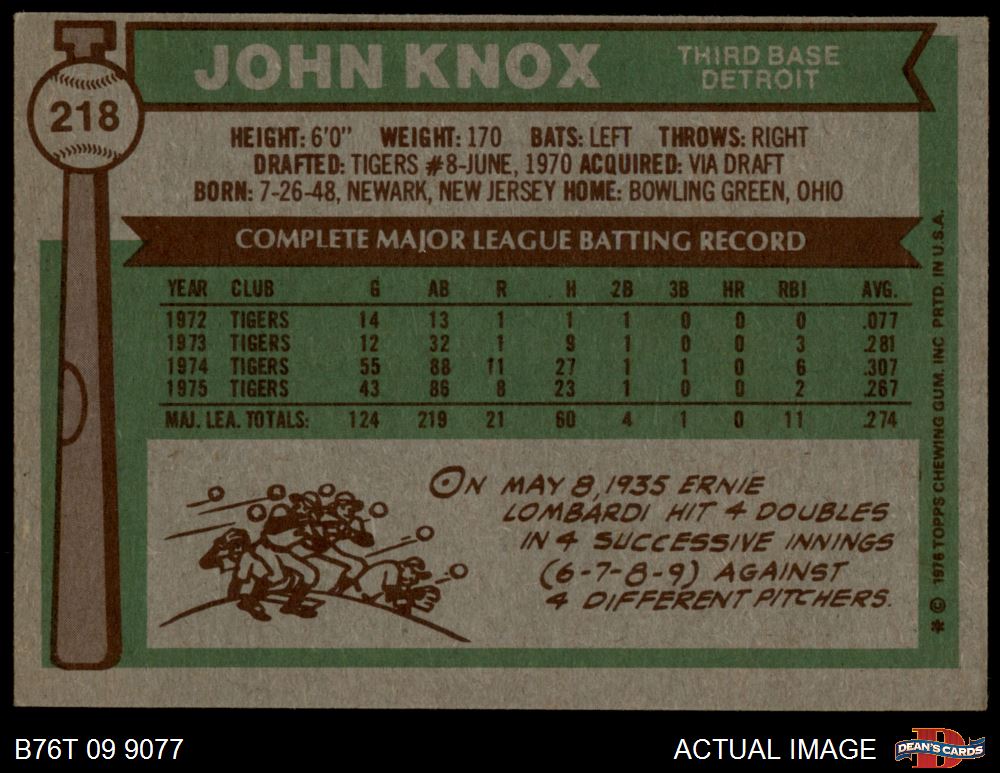 218
JOHN KNOX
THIRD BASE
DETROIT
HEIGHT: 6'0" WEIGHT: 170 BATS: LEFT THROWS: RIGHT
DRAFTED: TIGERS #8-JUNE, 1970 ACQUIRED: VIA DRAFT
BORN: 7-26-48, NEWARK, NEW JERSEY HOME: BOWLING GREEN, OHIO
COMPLETE MAJOR LEAGUE BATTING RECORD
YEAR CLUB G AB R H 2B 3B HR RBI AVG.
1972 TIGERS 14 13 1 1 1 0 0 0 .077
1973 TIGERS 12 32 1 9 1 0 0 3 .281
1974 TIGERS 55 88 11 27 1 1 0 6 .307
1975 TIGERS 43 86 8 23 1 0 0 2 .267
MAJ. LEA. TOTALS: 124 219 21 60 4 1 0 11 .274
ON MAY 8, 1935 ERNIE
LOMBARDI HIT 4 DOUBLES
IN 4 SUCCESSIVE INNINGS
(6-7-8-9) AGAINST
4 DIFFERENT PITCHERS.
* © 1976 TOPPS CHEWING GUM. INC PRTD. IN U.S.A.
B76T 09 9077
ACTUAL IMAGE
D
DEAN'S CARDS